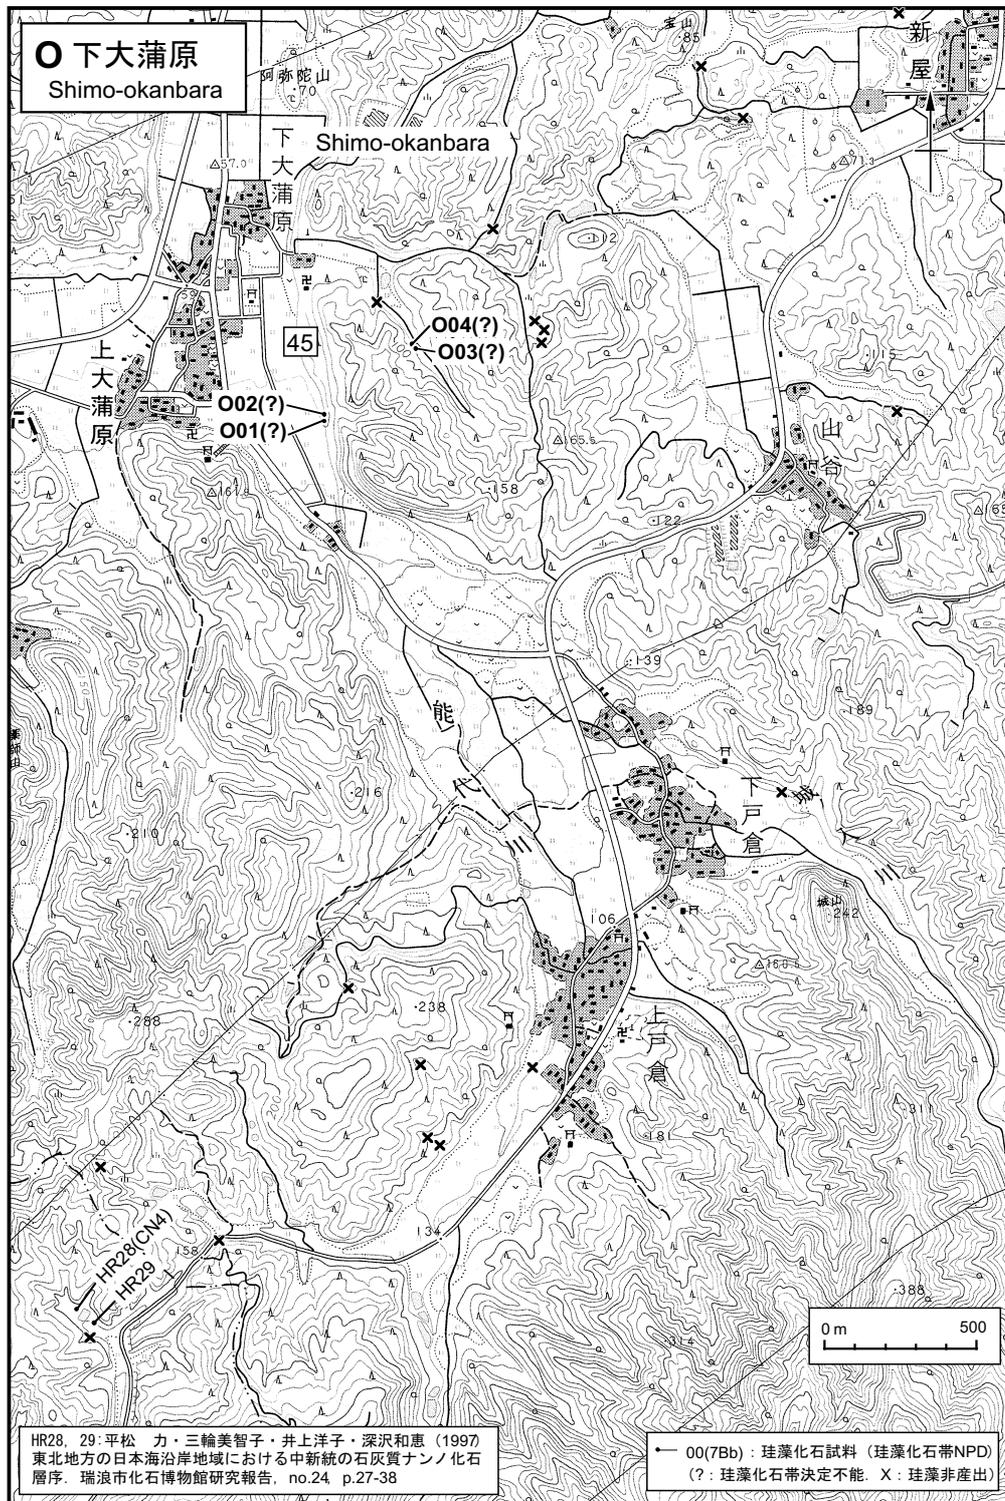 O 下大蒲原
Shimo-okanbara
阿弥陀山
70
宝山
85
新屋
下大蒲原
Shimo-okanbara
57.0
71.3
112
59
O04(?)
O03(?)
45
115
上大蒲原
O02(?)
O01(?)
165.5
山谷
158
122
139
189
能代
216
210
下戸倉
城
城山
242
106
160.5
238
288
上戸倉
311
181
134
HR28(CN4)
158
HR29
388
314
0 m 500
HR28, 29:平松 力・三輪美智子・井上洋子・深沢和恵 (1997)
東北地方の日本海沿岸地域における中新統の石灰質ナンノ化石
層序. 瑞浪市化石博物館研究報告, no.24, p.27-38
00(7Bb) : 珪藻化石試料 (珪藻化石帯NPD)
(? : 珪藻化石帯決定不能. X : 珪藻非産出)